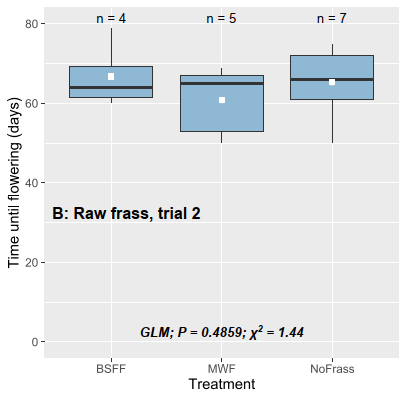 n = 4 n = 5 n = 7
80
60
40
20
0
Time until flowering (days)
B: Raw frass, trial 2
GLM; P = 0.4859; χ² = 1.44
BSFF MWF NoFrass
Treatment